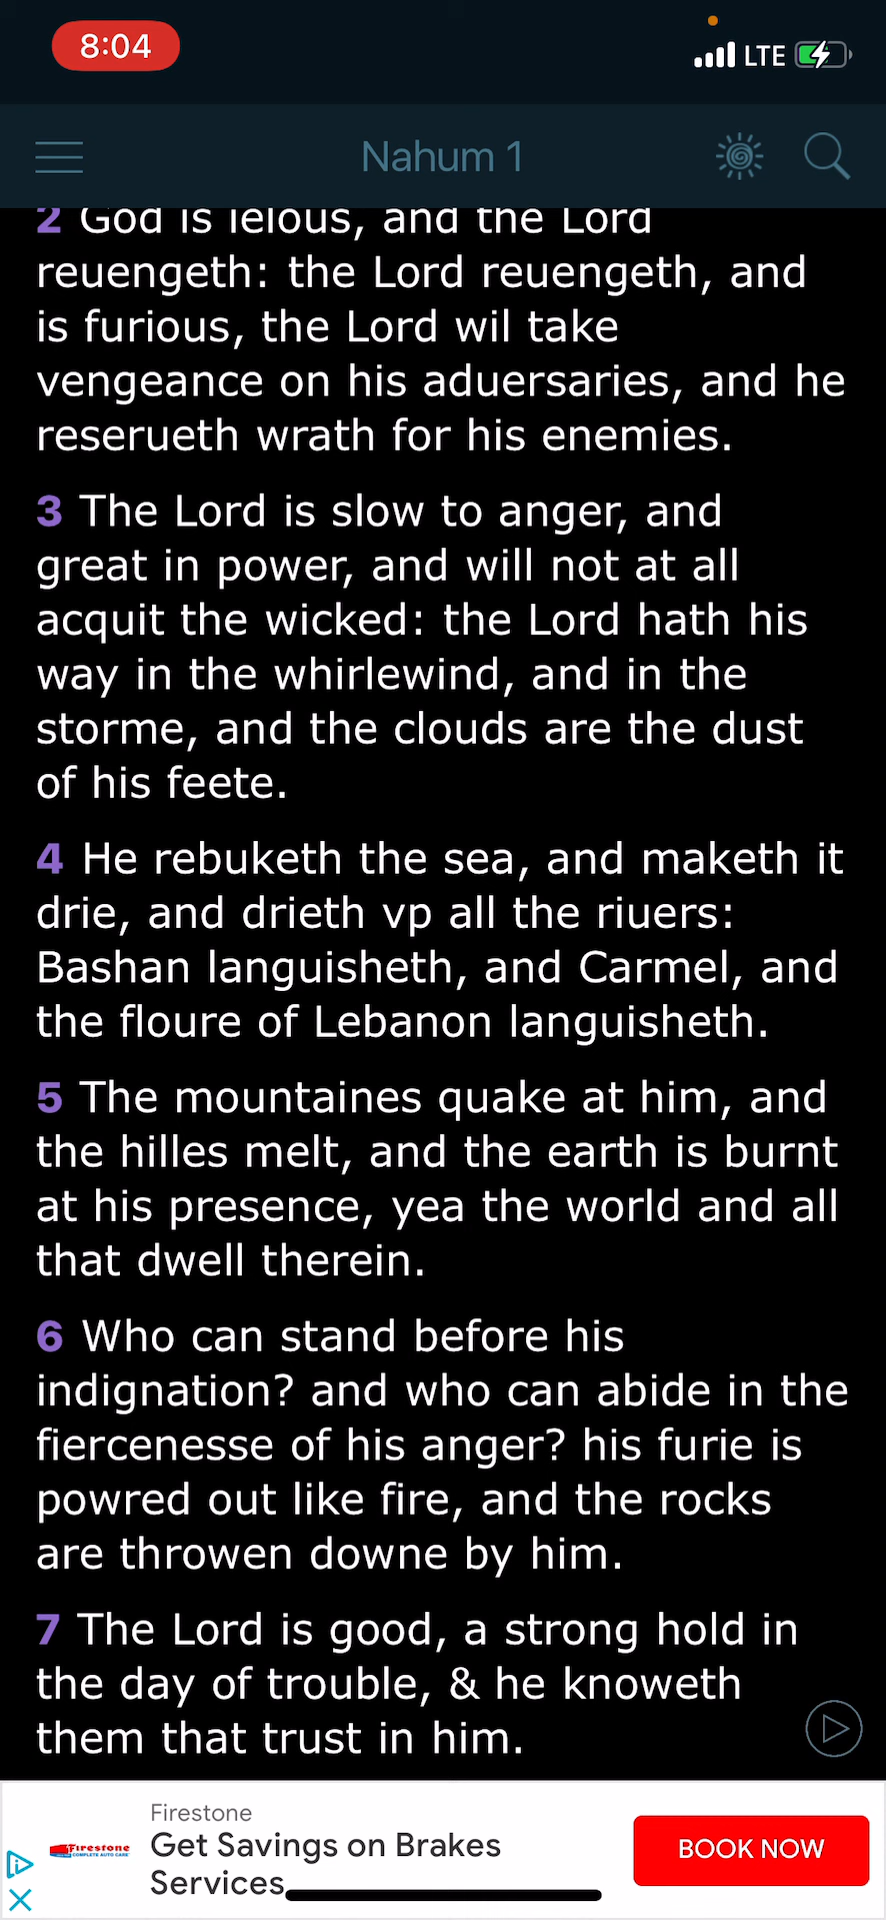 8:04
LTE
Nahum 1
2 God is ielous, and the Lord
reuengeth: the Lord reuengeth, and
is furious, the Lord wil take
vengeance on his aduersaries, and he
reserueth wrath for his enemies.
3 The Lord is slow to anger, and
great in power, and will not at all
acquit the wicked: the Lord hath his
way in the whirlewind, and in the
storme, and the clouds are the dust
of his feete.
4 He rebuketh the sea, and maketh it
drie, and drieth vp all the riuers:
Bashan languisheth, and Carmel, and
the floure of Lebanon languisheth.
5 The mountaines quake at him, and
the hilles melt, and the earth is burnt
at his presence, yea the world and all
that dwell therein.
6 Who can stand before his
indignation? and who can abide in the
fiercenesse of his anger? his furie is
powred out like fire, and the rocks
are throwen downe by him.
7 The Lord is good, a strong hold in
the day of trouble, & he knoweth
them that trust in him.
Firestone
Firestone
COMPLETE AUTO CARE
Get Savings on Brakes
Services
BOOK NOW